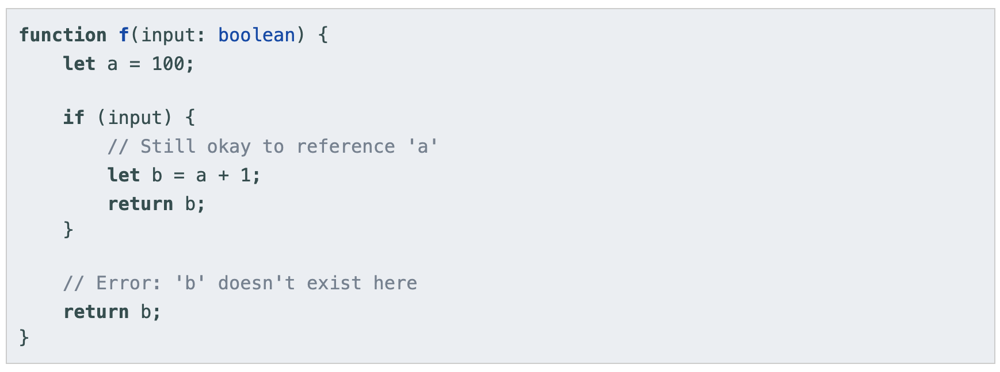 function f(input: boolean) {
    let a = 100;

    if (input) {
        // Still okay to reference 'a'
        let b = a + 1;
        return b;
    }

    // Error: 'b' doesn't exist here
    return b;
}